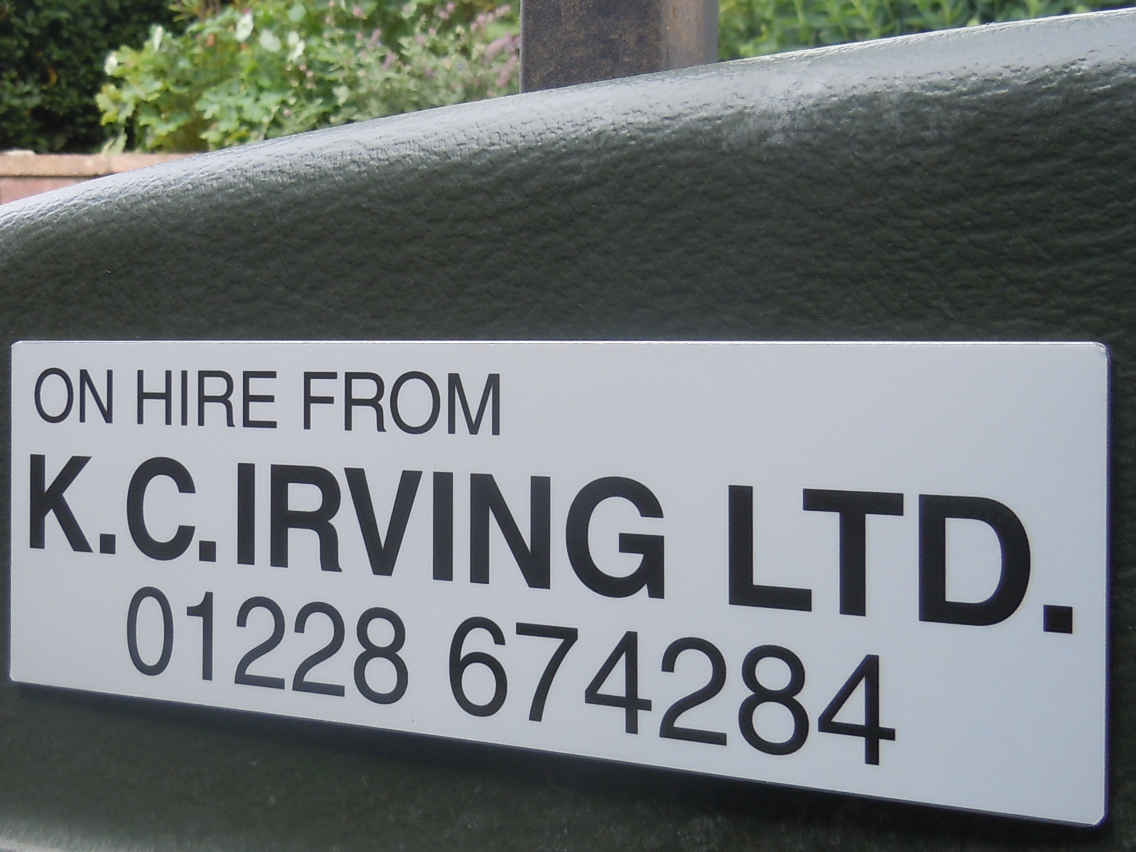 ON HIRE FROM
K.C.IRVING LTD.
01228 674284